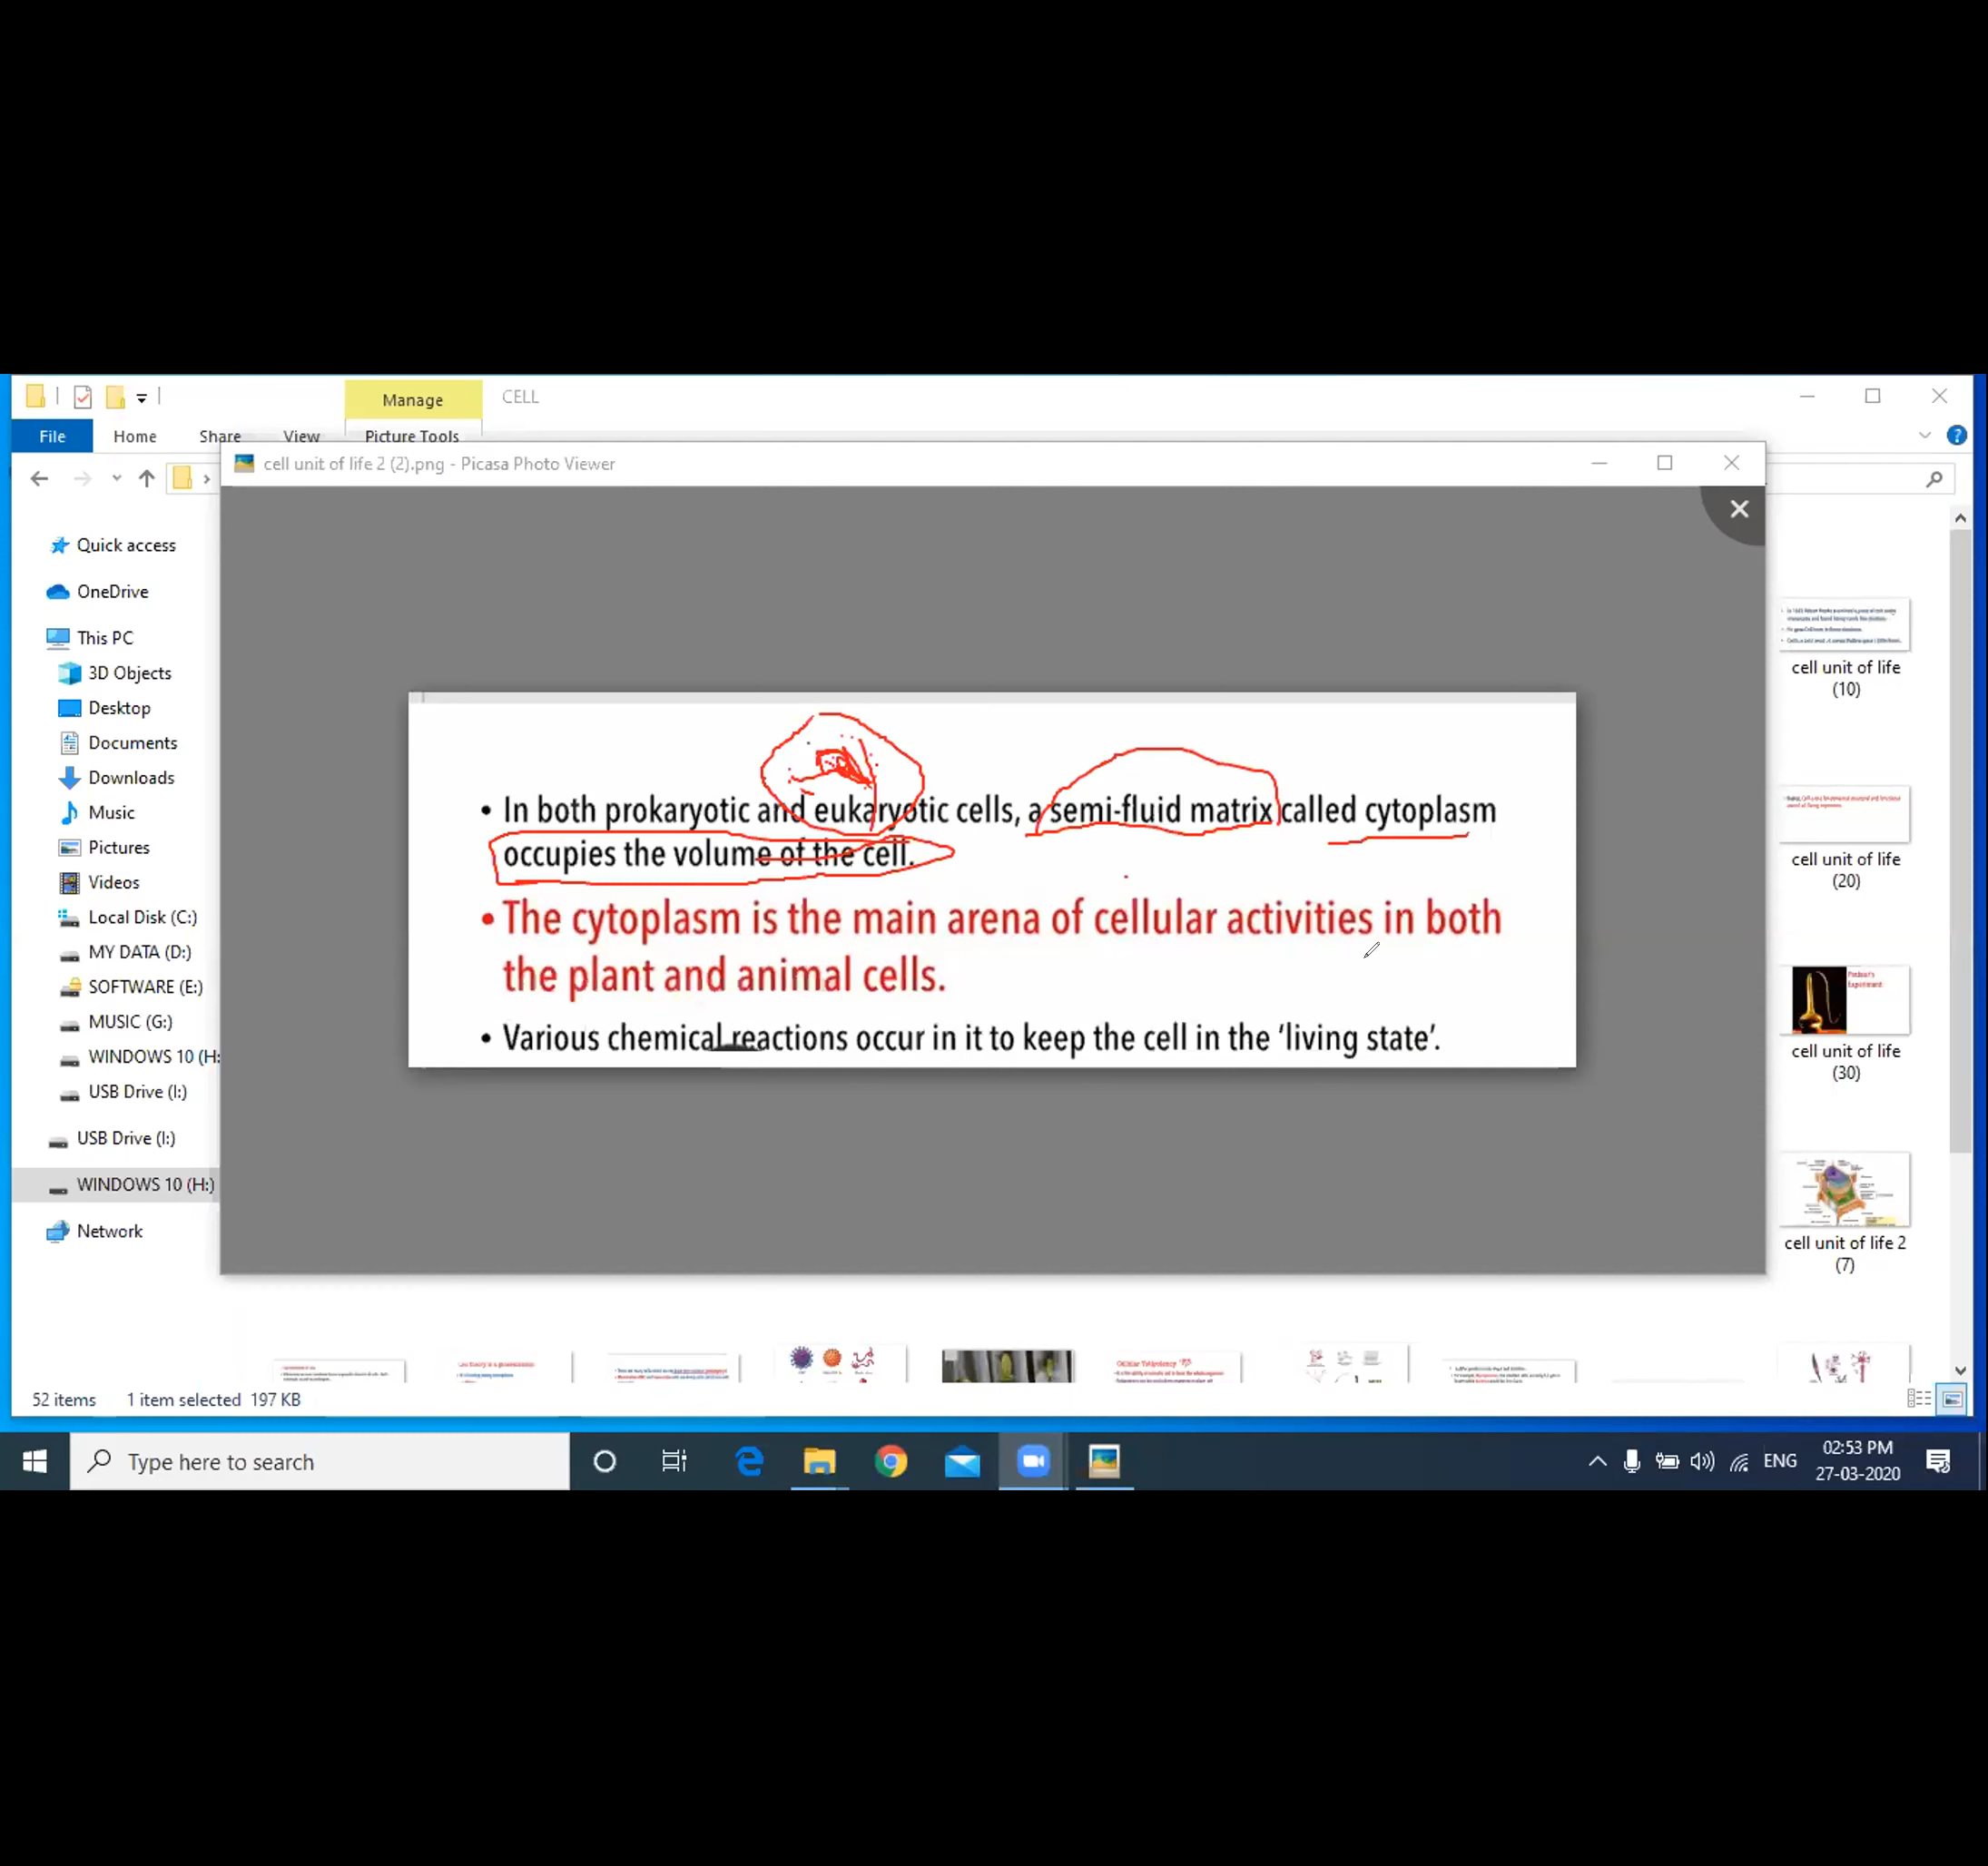 Manage
CELL
File
Home
Share
View
Picture Tools
cell unit of life 2 (2).png - Picasa Photo Viewer
Quick access
OneDrive
This PC
3D Objects
Desktop
Documents
Downloads
Music
Pictures
Videos
Local Disk (C:)
MY DATA (D:)
SOFTWARE (E:)
MUSIC (G:)
WINDOWS 10 (H:
USB Drive (I:)
USB Drive (I:)
WINDOWS 10 (H:)
Network
• In both prokaryotic and eukaryotic cells, a semi-fluid matrix called cytoplasm
occupies the volume of the cell.
• The cytoplasm is the main arena of cellular activities in both
the plant and animal cells.
• Various chemical reactions occur in it to keep the cell in the ‘living state’.
cell unit of life
(10)
cell unit of life
(20)
Pasteur's
Experiment
cell unit of life
(30)
cell unit of life 2
(7)
Cellular Totipotency
52 items
1 item selected 197 KB
Type here to search
ENG
02:53 PM
27-03-2020